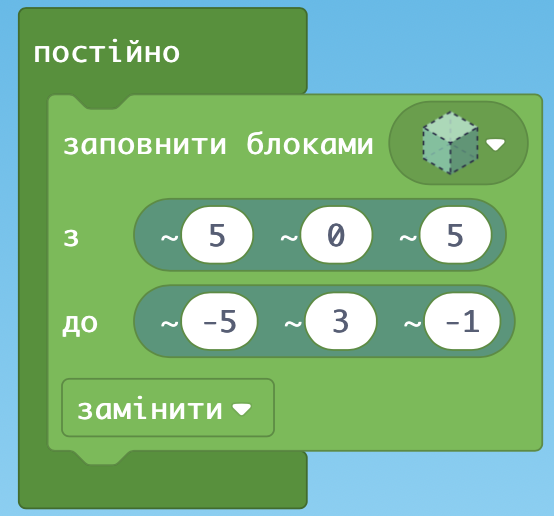 постійно
заповнити блоками
з ~5 ~0 ~5
до ~-5 ~3 ~-1
замінити